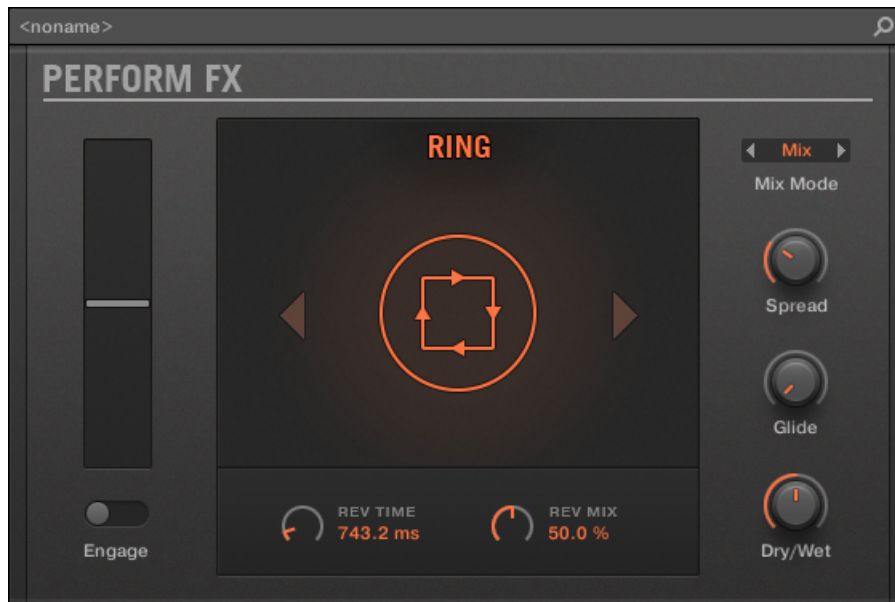 <noname>
PERFORM FX
RING
Mix
Mix Mode
Spread
Glide
Dry/Wet
Engage
REV TIME
743.2 ms
REV MIX
50.0 %